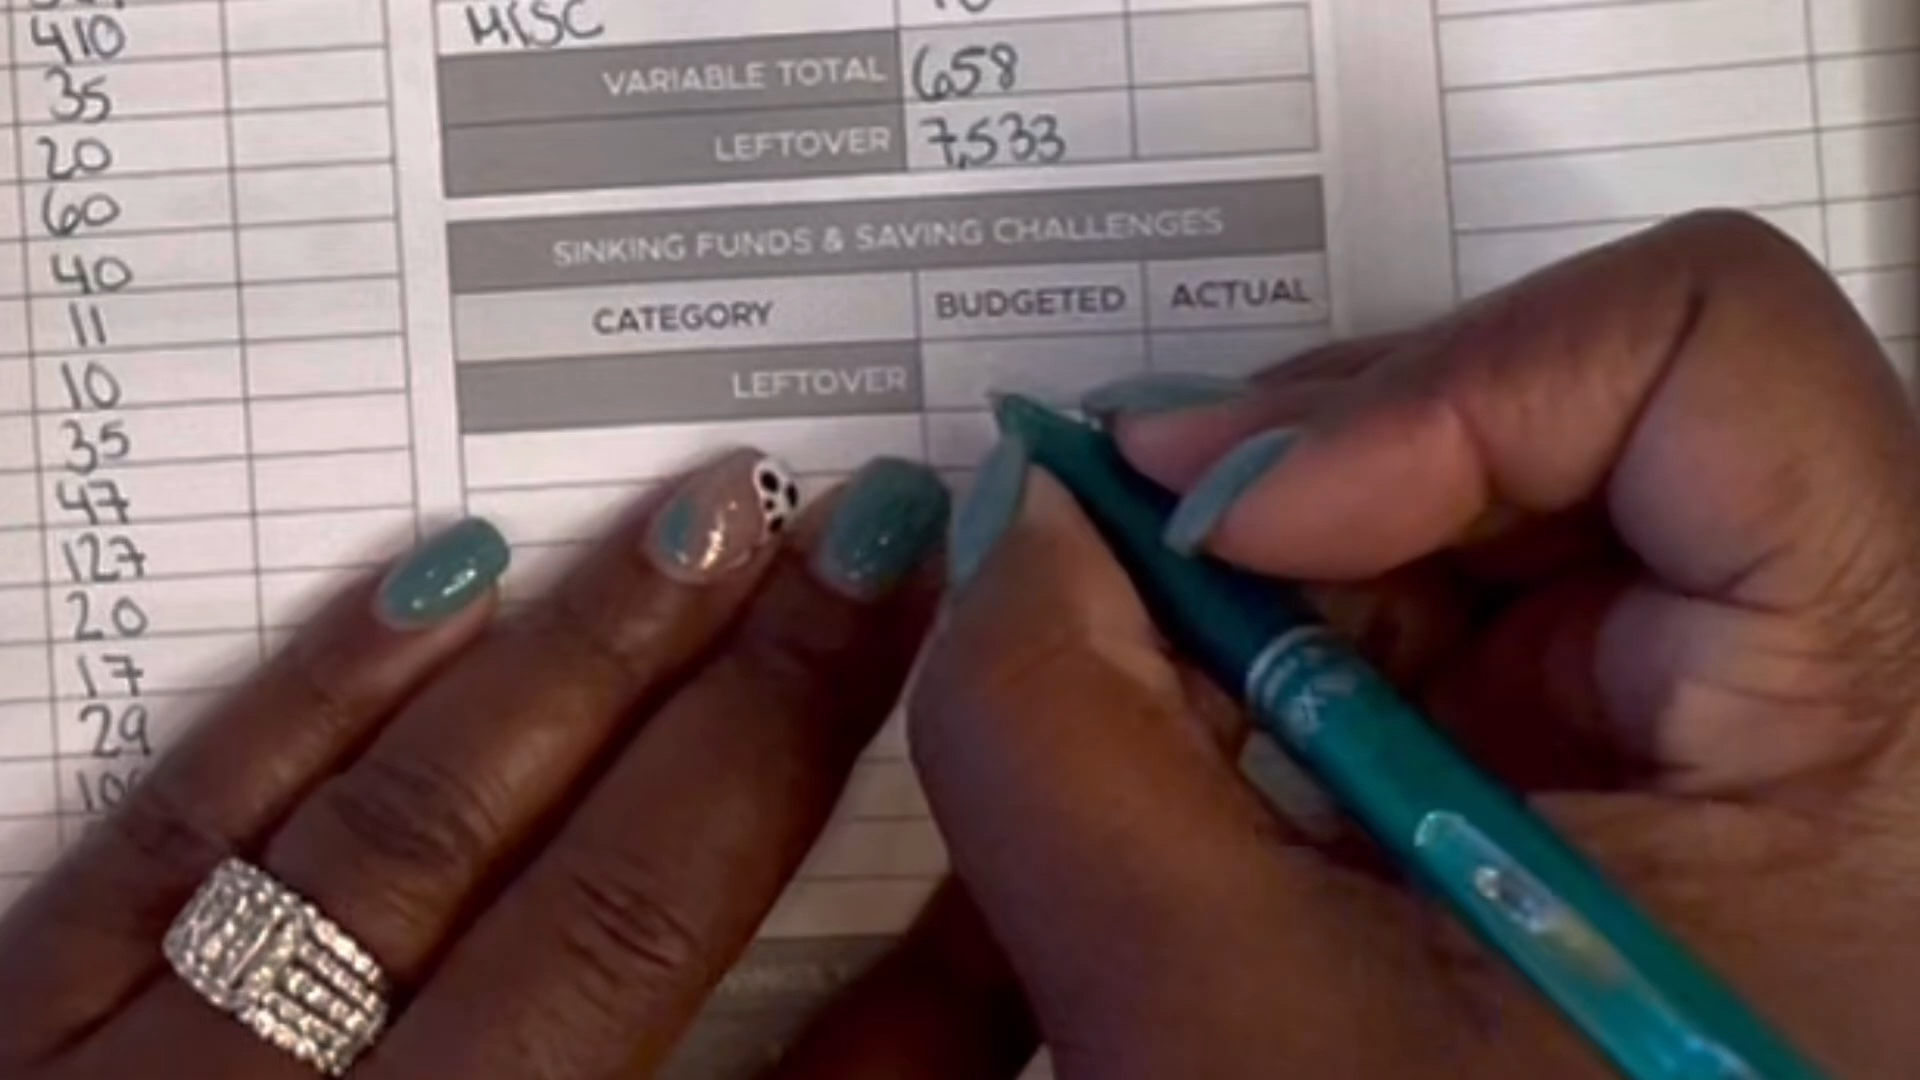 410
35
20
60
40
11
10
35
47
127
20
17
29
MISC
VARIABLE TOTAL 658
LEFTOVER 7,533
SINKING FUNDS & SAVING CHALLENGES
CATEGORY BUDGETED ACTUAL
LEFTOVER